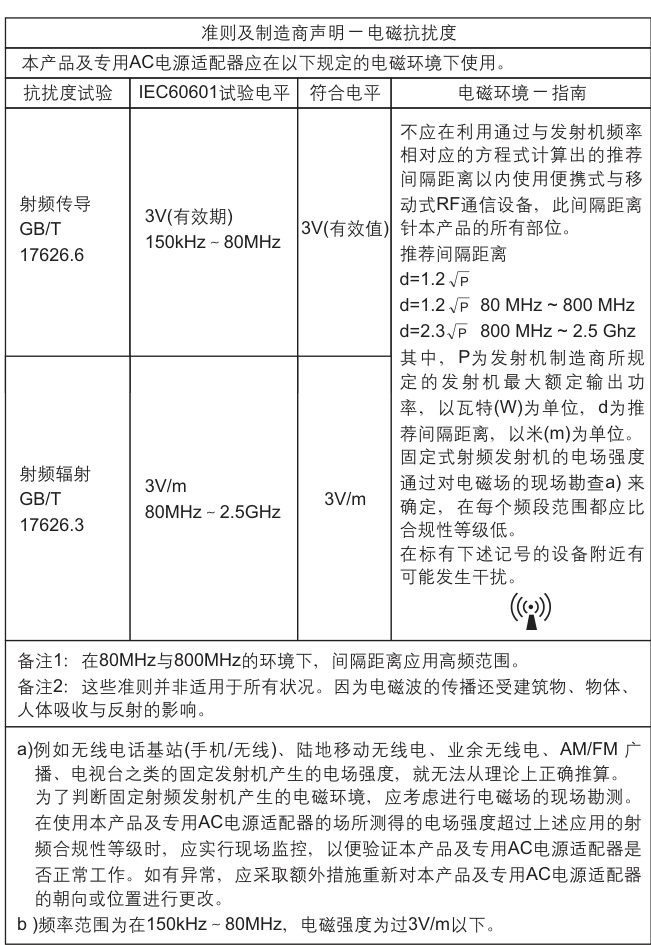 准则及制造商声明－电磁抗扰度
本产品及专用AC电源适配器应在以下规定的电磁环境下使用。
抗扰度试验 IEC60601试验电平 符合电平 电磁环境－指南
射频传导
GB/T
17626.6
3V(有效期)
150kHz～80MHz
3V(有效值)
不应在利用通过与发射机频率
相对应的方程式计算出的推荐
间隔距离以内使用便携式与移
动式RF通信设备，此间隔距离
针本产品的所有部位。
推荐间隔距离
d=1.2√P
d=1.2√P 80 MHz ~ 800 MHz
d=2.3√P 800 MHz ~ 2.5 Ghz
其中，P为发射机制造商所规
定的发射机最大额定输出功
率，以瓦特(W)为单位，d为推
荐间隔距离，以米(m)为单位。
固定式射频发射机的电场强度
通过对电磁场的现场勘查a) 来
确定，在每个频段范围都应比
合规性等级低。
在标有下述记号的设备附近有
可能发生干扰。
射频辐射
GB/T
17626.3
3V/m
80MHz～2.5GHz
3V/m
备注1：在80MHz与800MHz的环境下，间隔距离应用高频范围。
备注2：这些准则并非适用于所有状况。因为电磁波的传播还受建筑物、物体、
人体吸收与反射的影响。
a)例如无线电话基站(手机/无线)、陆地移动无线电、业余无线电、AM/FM 广
播、电视台之类的固定发射机产生的电场强度，就无法从理论上正确推算。
为了判断固定射频发射机产生的电磁环境，应考虑进行电磁场的现场勘测。
在使用本产品及专用AC电源适配器的场所测得的电场强度超过上述应用的射
频合规性等级时，应实行现场监控，以便验证本产品及专用AC电源适配器是
否正常工作。如有异常，应采取额外措施重新对本产品及专用AC电源适配器
的朝向或位置进行更改。
b )频率范围为在150kHz～80MHz，电磁强度为过3V/m以下。